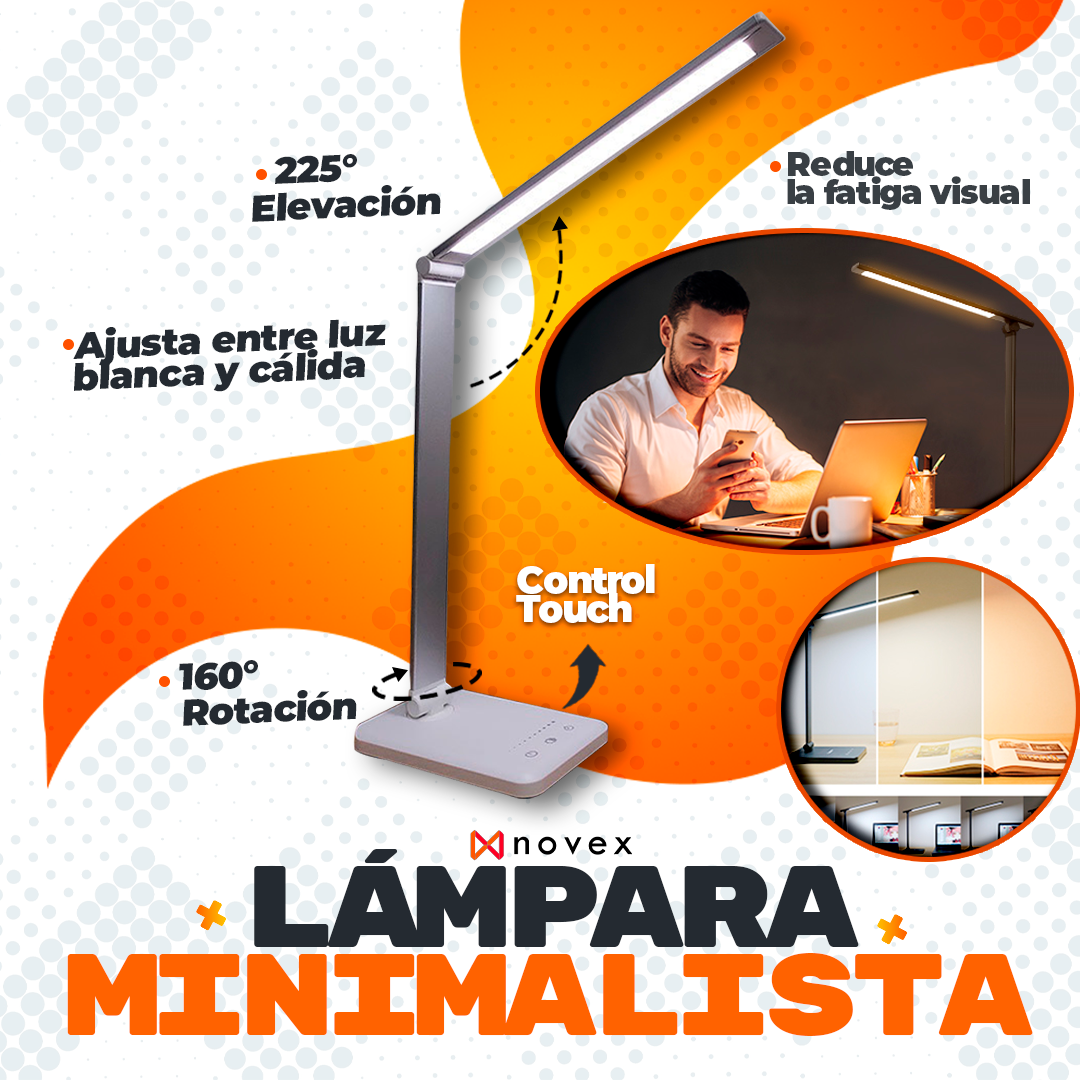 • 225°
Elevación
• Reduce
la fatiga visual
• Ajusta entre luz
blanca y cálida
Control
Touch
• 160°
Rotación
novex
LÁMPARA
MINIMALISTA